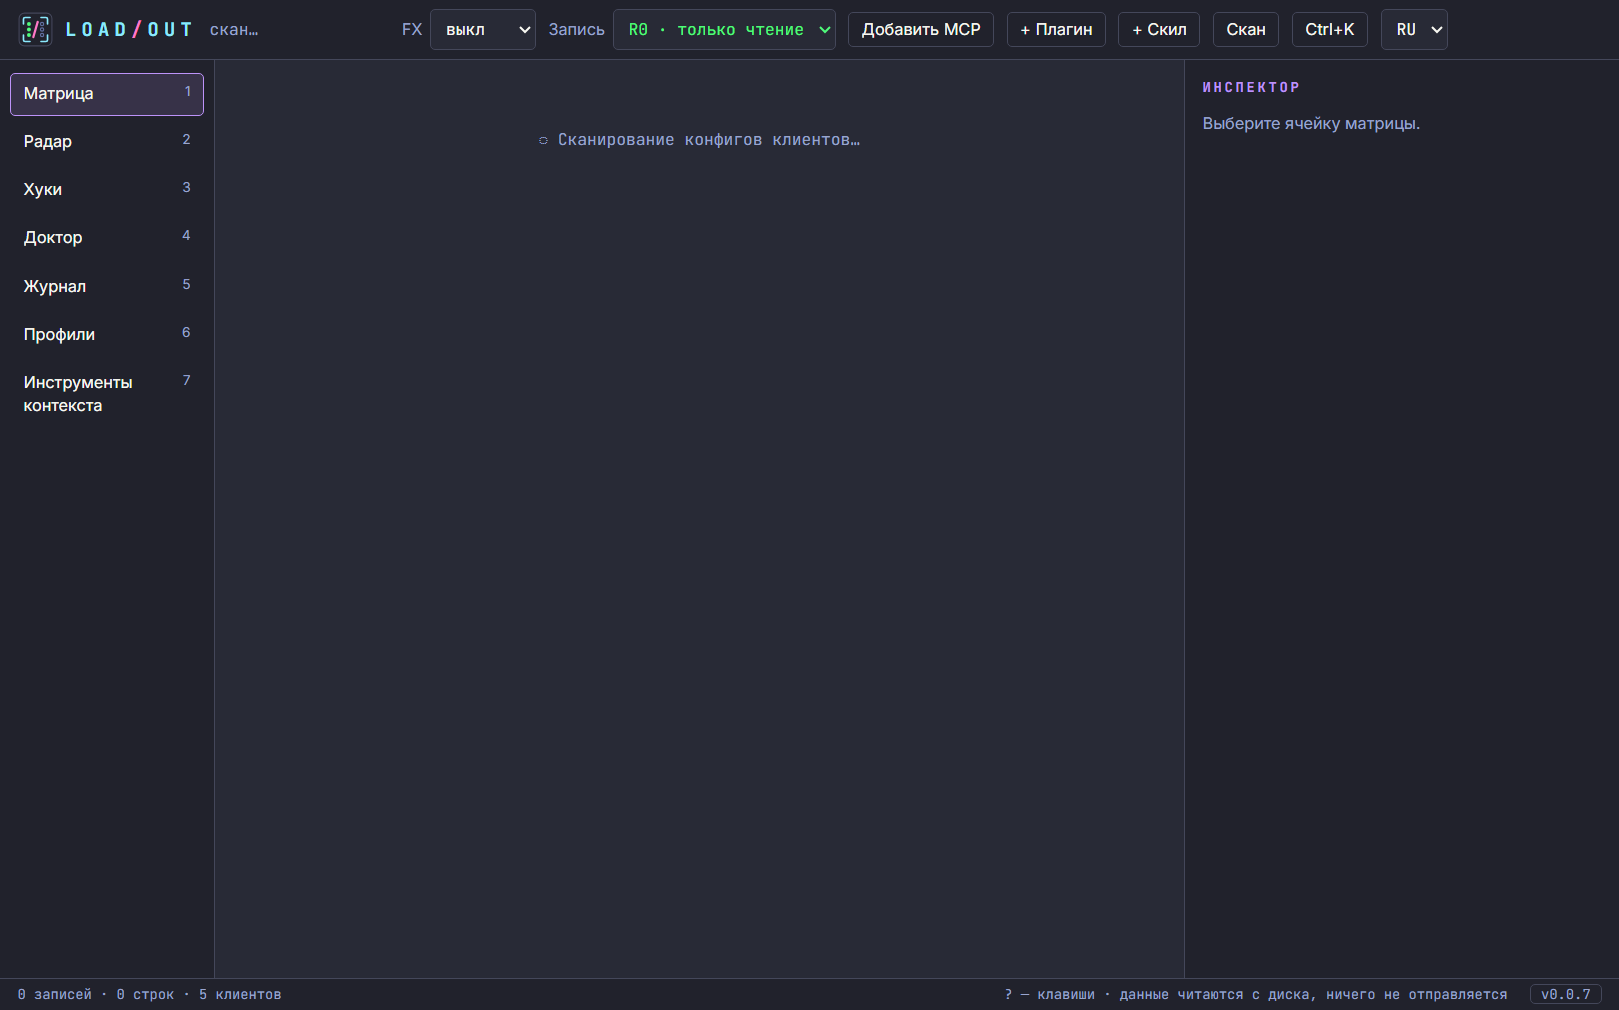 LOAD/OUT скан…
FX выкл Запись R0 · только чтение Добавить MCP + Плагин + Скил Скан Ctrl+K RU
Матрица 1
Радар 2
Хуки 3
Доктор 4
Журнал 5
Профили 6
Инструменты 7
контекста
Сканирование конфигов клиентов…
ИНСПЕКТОР
Выберите ячейку матрицы.
0 записей · 0 строк · 5 клиентов
? — клавиши · данные читаются с диска, ничего не отправляется v0.0.7